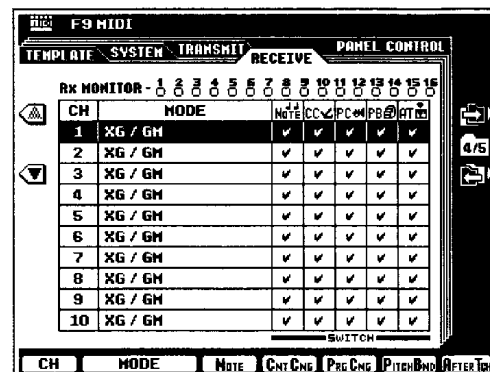 MIDI F9 MIDI
TEMPLATE SYSTEM TRANSMIT RECEIVE PANEL CONTROL
RX MONITOR - 1 2 3 4 5 6 7 8 9 10 11 12 13 14 15 16
CH MODE NOTE CC PC PB AT
1 XG / GM ✔ ✔ ✔ ✔ ✔
2 XG / GM ✔ ✔ ✔ ✔ ✔
4/5
3 XG / GM ✔ ✔ ✔ ✔ ✔
4 XG / GM ✔ ✔ ✔ ✔ ✔
5 XG / GM ✔ ✔ ✔ ✔ ✔
6 XG / GM ✔ ✔ ✔ ✔ ✔
7 XG / GM ✔ ✔ ✔ ✔ ✔
8 XG / GM ✔ ✔ ✔ ✔ ✔
9 XG / GM ✔ ✔ ✔ ✔ ✔
10 XG / GM ✔ ✔ ✔ ✔ ✔
SWITCH
CH MODE NOTE CNT CNG PRG CNG PITCHBND AFTER TCH